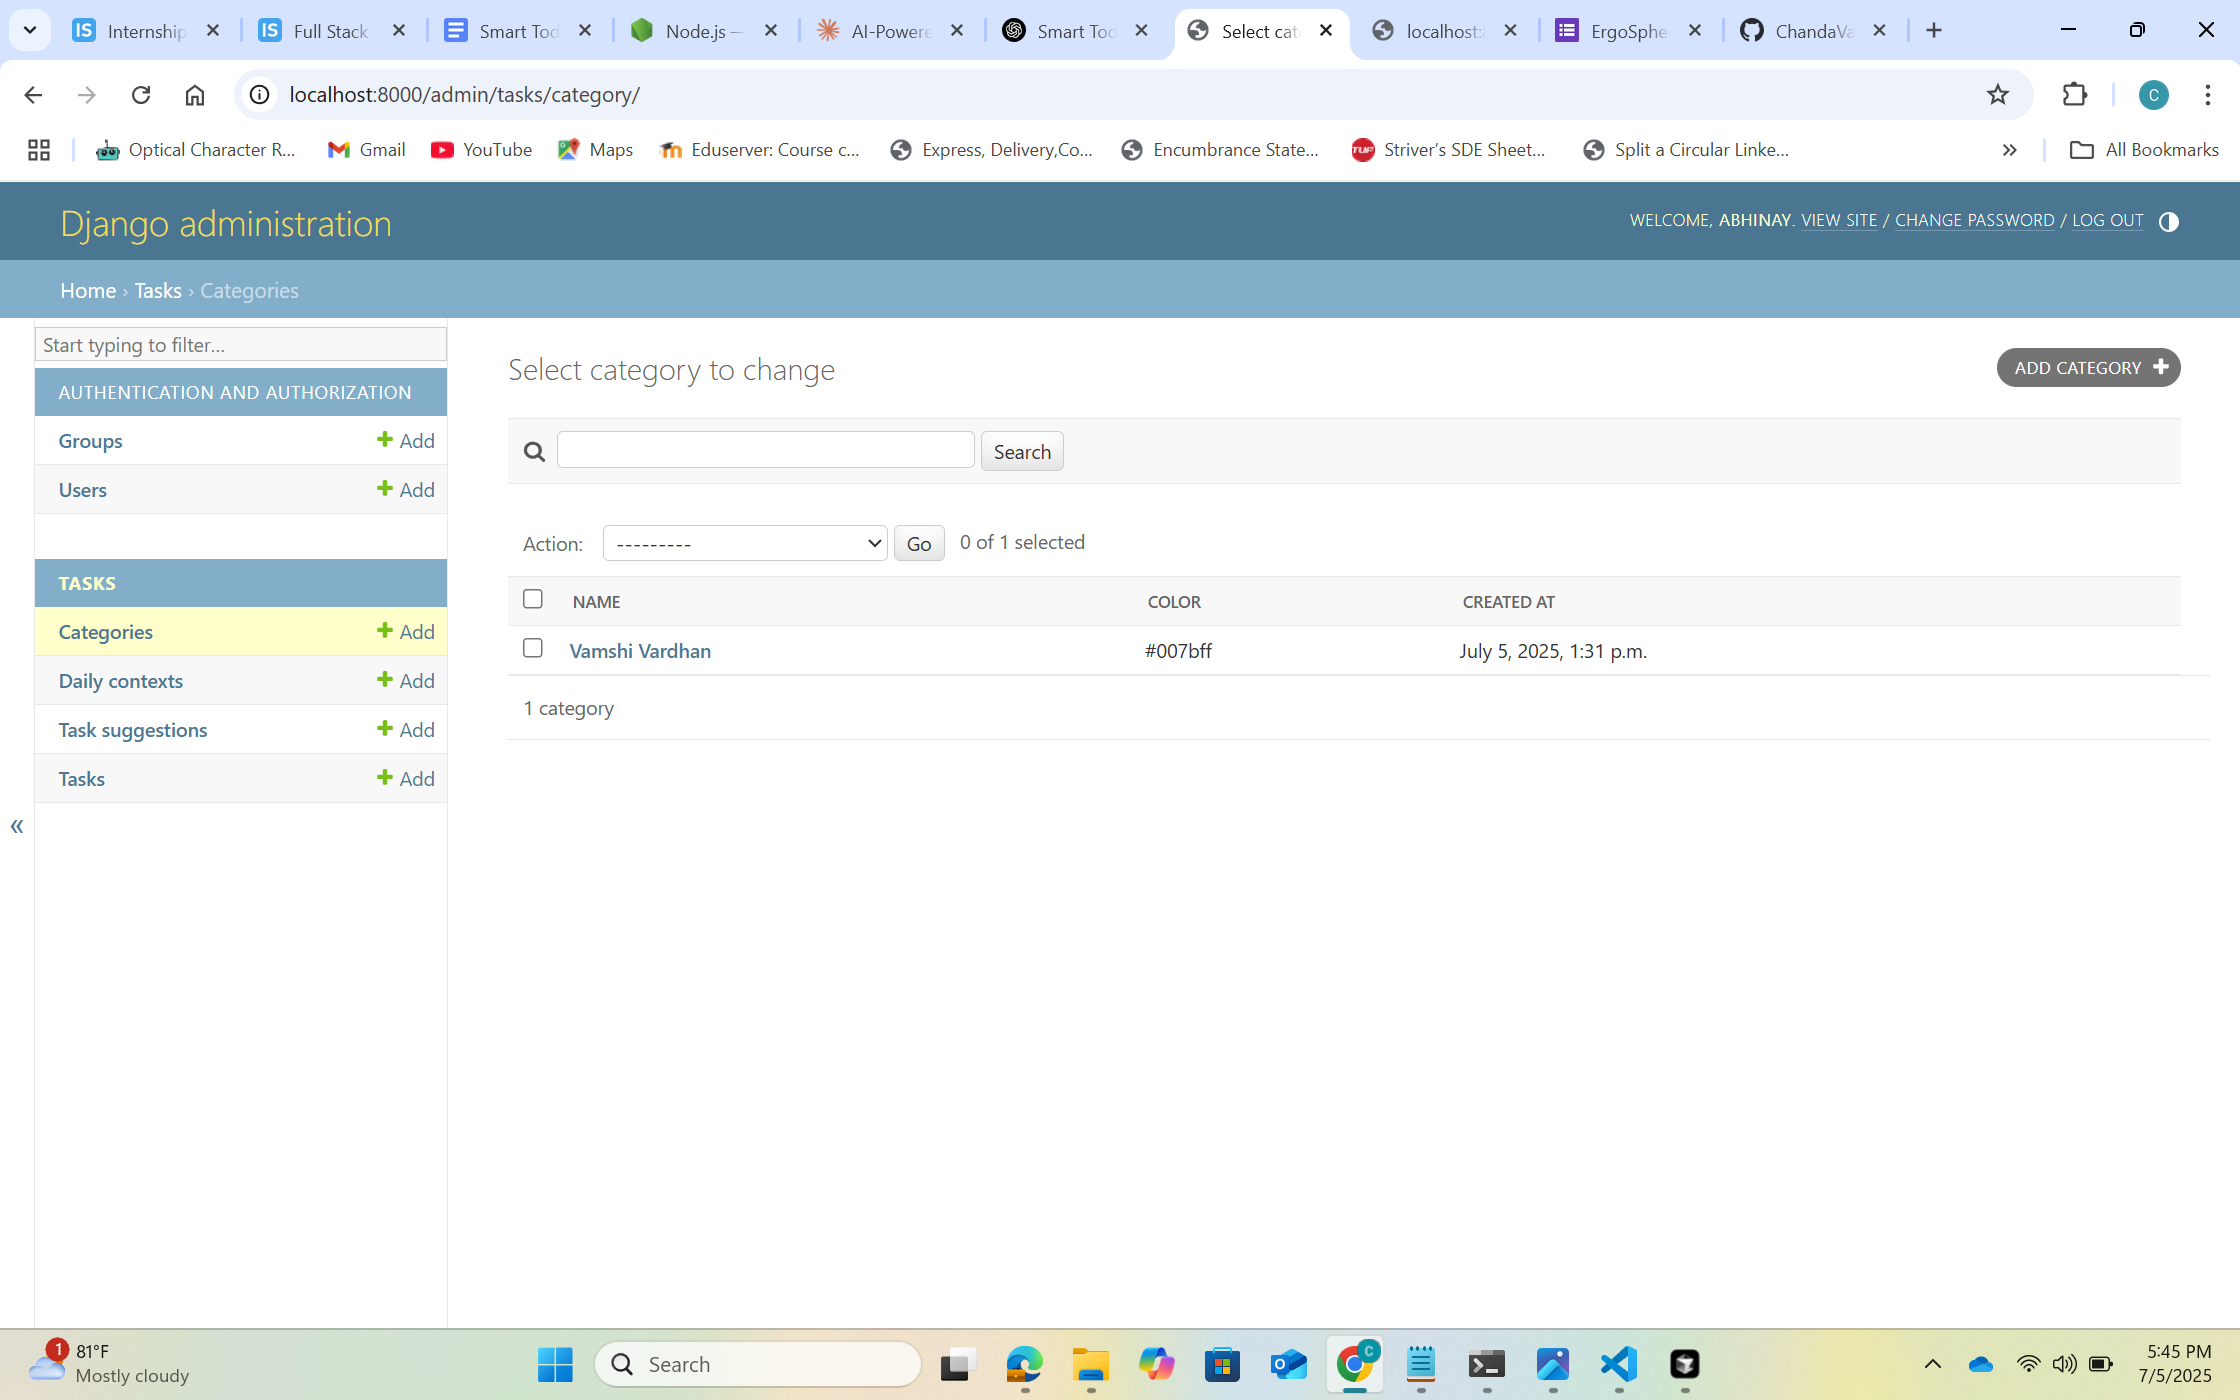 Internship
Full Stack
Smart Tod
Node.js —
AI-Powere
Smart Tod
Select cat
localhost:8
ErgoSphe
ChandaVa
localhost:8000/admin/tasks/category/
C
Optical Character R...
Gmail
YouTube
Maps
Eduserver: Course c...
Express, Delivery,Co...
Encumbrance State...
Striver's SDE Sheet...
Split a Circular Linke...
All Bookmarks
Django administration
WELCOME, ABHINAY. VIEW SITE / CHANGE PASSWORD / LOG OUT
Home › Tasks › Categories
Start typing to filter...
AUTHENTICATION AND AUTHORIZATION
Groups + Add
Users + Add
TASKS
Categories + Add
Daily contexts + Add
Task suggestions + Add
Tasks + Add
«
Select category to change
ADD CATEGORY +
Search
Action: --------- Go 0 of 1 selected
NAME COLOR CREATED AT
Vamshi Vardhan #007bff July 5, 2025, 1:31 p.m.
1 category
1
81°F
Mostly cloudy
Search
C
5:45 PM
7/5/2025